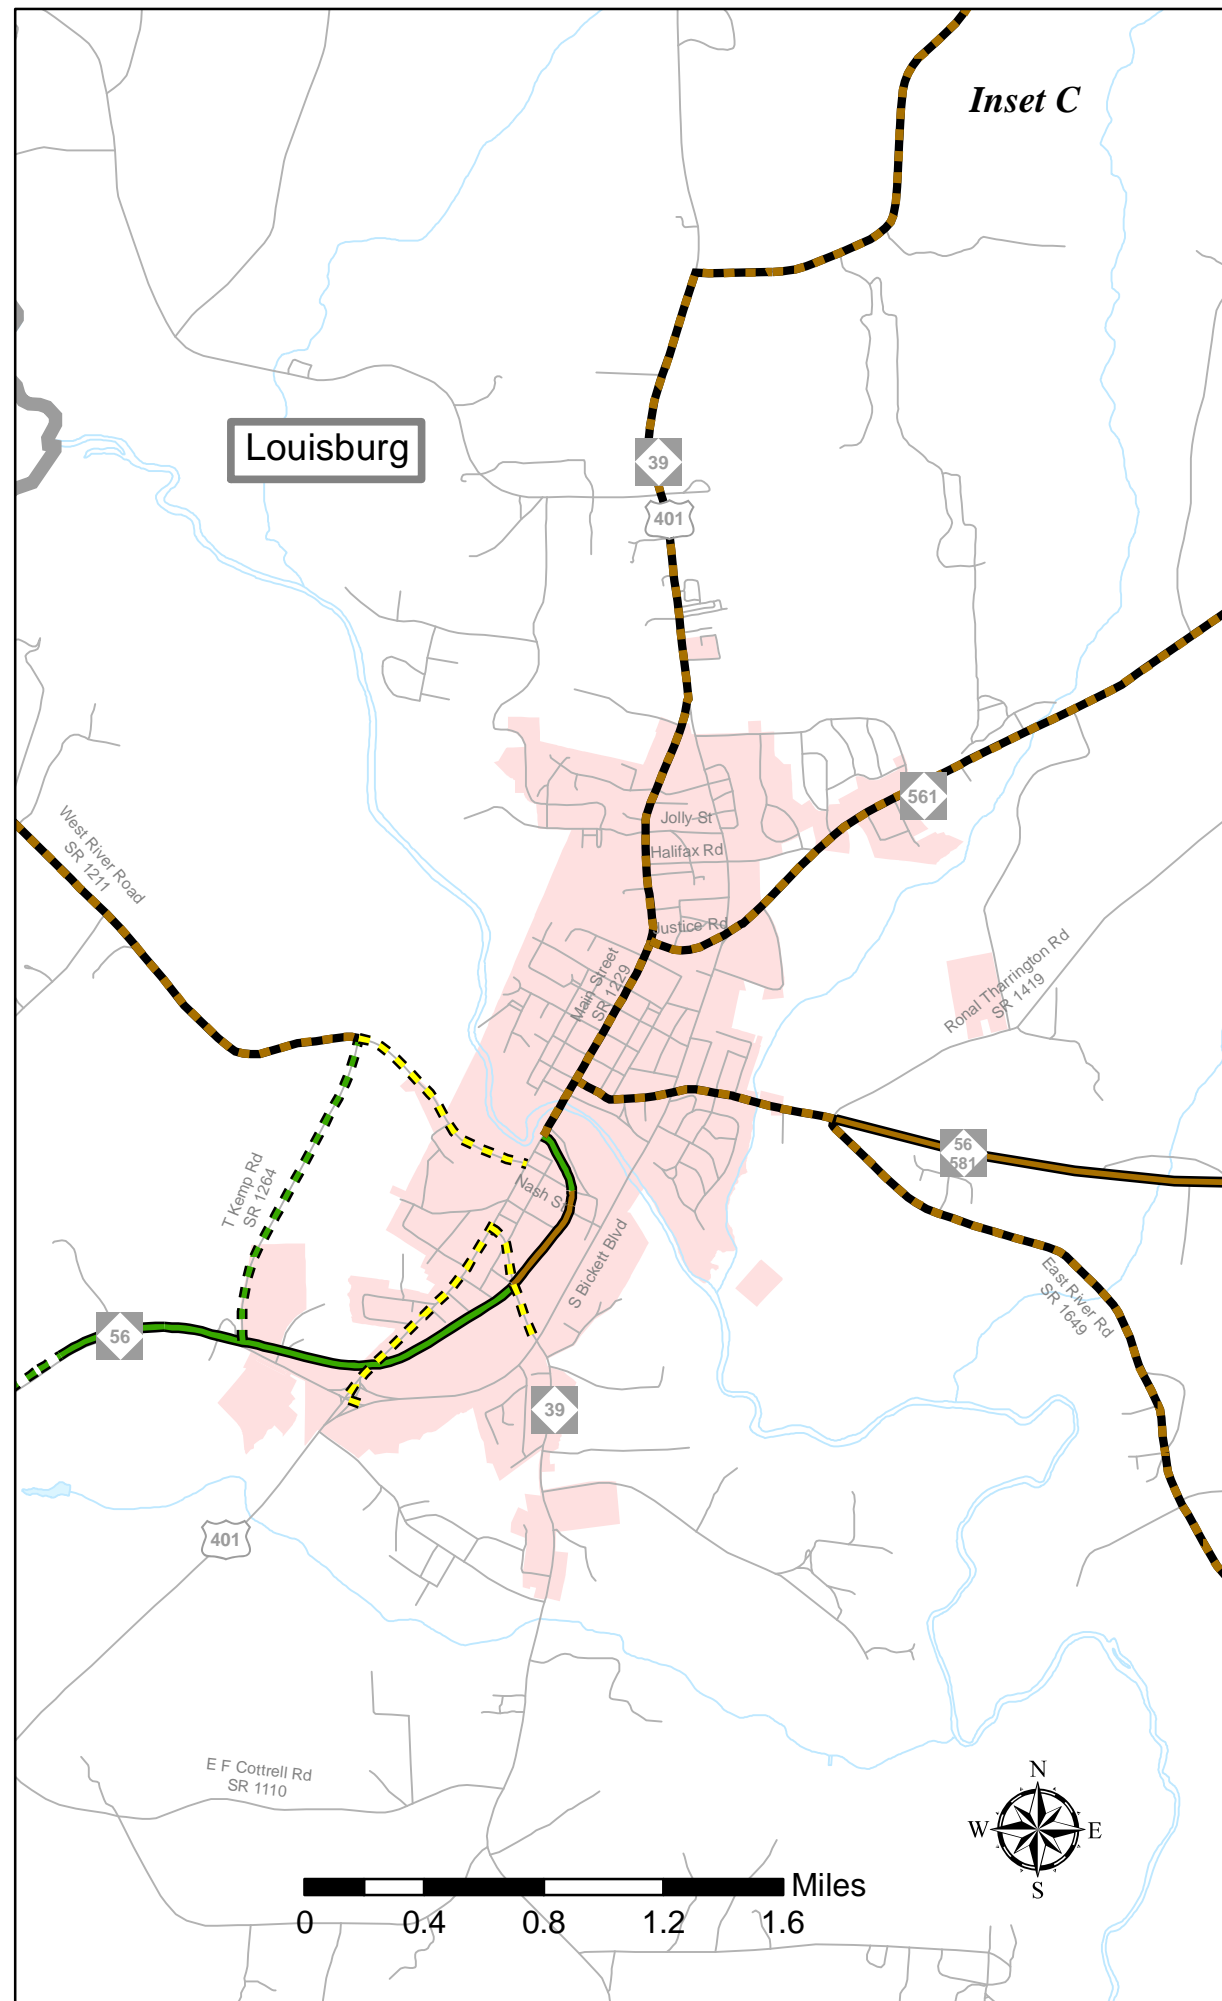 Inset C
Louisburg
39
401
561
Jolly St
Halifax Rd
West River Road
SR 1211
Justice Rd
Main Street
SR 1229
Ronal Tharrington Rd
SR 1419
56
581
T Kemp Rd
SR 1264
Nash St
S Bickett Blvd
East River Rd
SR 1649
56
39
401
E F Cottrell Rd
SR 1110
N
W E
S
Miles
0 0.4 0.8 1.2 1.6